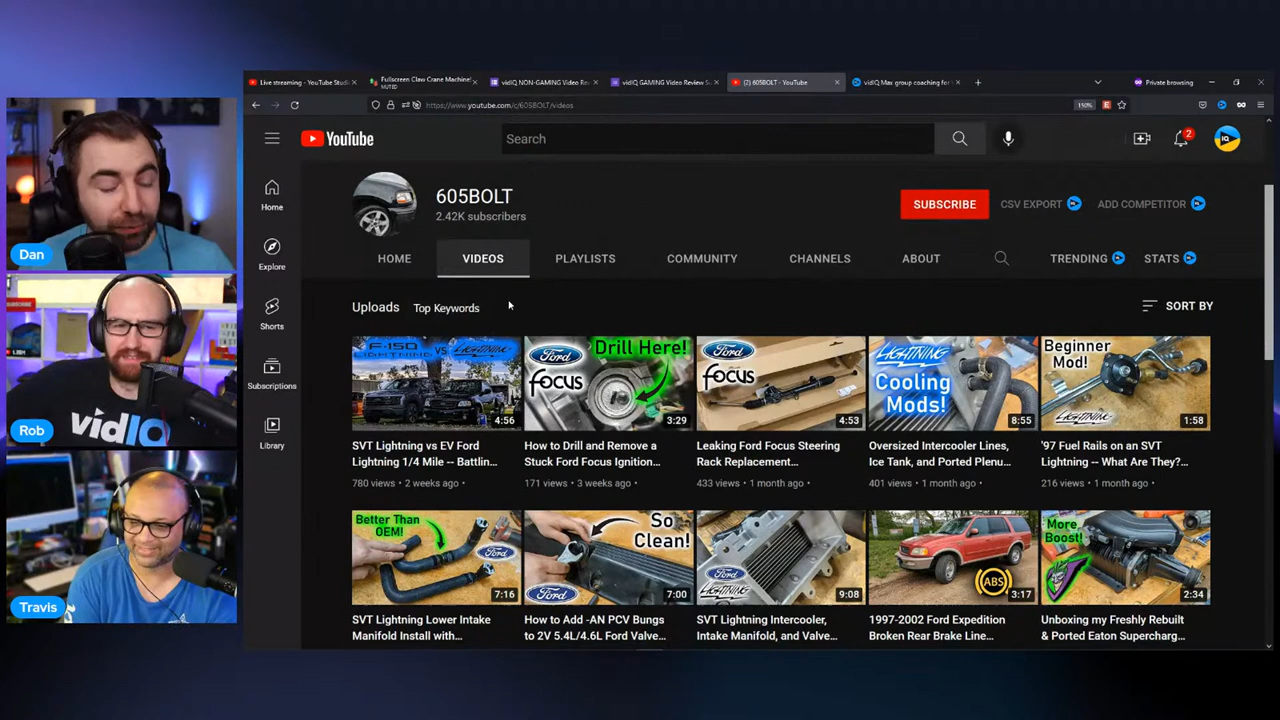 Live streaming - YouTube Studi
Fullscreen Claw Crane Machine!
MUTED
vidIQ NON-GAMING Video Re
vidIQ GAMING Video Review Su
(2) 605BOLT - YouTube
vidIQ Max group coaching for
Private browsing
https://www.youtube.com/c/605BOLT/videos
150%
YouTube
Search
2
IQ
Home
Explore
Shorts
Subscriptions
Library
605BOLT
2.42K subscribers
SUBSCRIBE
CSV EXPORT
ADD COMPETITOR
HOME
VIDEOS
PLAYLISTS
COMMUNITY
CHANNELS
ABOUT
TRENDING
STATS
Uploads
Top Keywords
SORT BY
F-150
LIGHTNING VS LIGHTNING
4:56
Ford
focus
Drill Here!
3:29
Ford
focus
4:53
LIGHTNING
Cooling
Mods!
8:55
Beginner
Mod!
LIGHTNING
1:58
SVT Lightning vs EV Ford
Lightning 1/4 Mile -- Battlin...
780 views • 2 weeks ago
How to Drill and Remove a
Stuck Ford Focus Ignition...
171 views • 3 weeks ago
Leaking Ford Focus Steering
Rack Replacement...
433 views • 1 month ago
Oversized Intercooler Lines,
Ice Tank, and Ported Plenu...
401 views • 1 month ago
'97 Fuel Rails on an SVT
Lightning -- What Are They?...
216 views • 1 month ago
Better Than
OEM!
Ford
7:16
So
Clean!
Ford
7:00
Ford
LIGHTNING
9:08
ABS
3:17
More
Boost!
2:34
SVT Lightning Lower Intake
Manifold Install with...
How to Add -AN PCV Bungs
to 2V 5.4L/4.6L Ford Valve...
SVT Lightning Intercooler,
Intake Manifold, and Valve...
1997-2002 Ford Expedition
Broken Rear Brake Line...
Unboxing my Freshly Rebuilt
& Ported Eaton Supercharg...
Dan
vidIQ
Rob
Travis